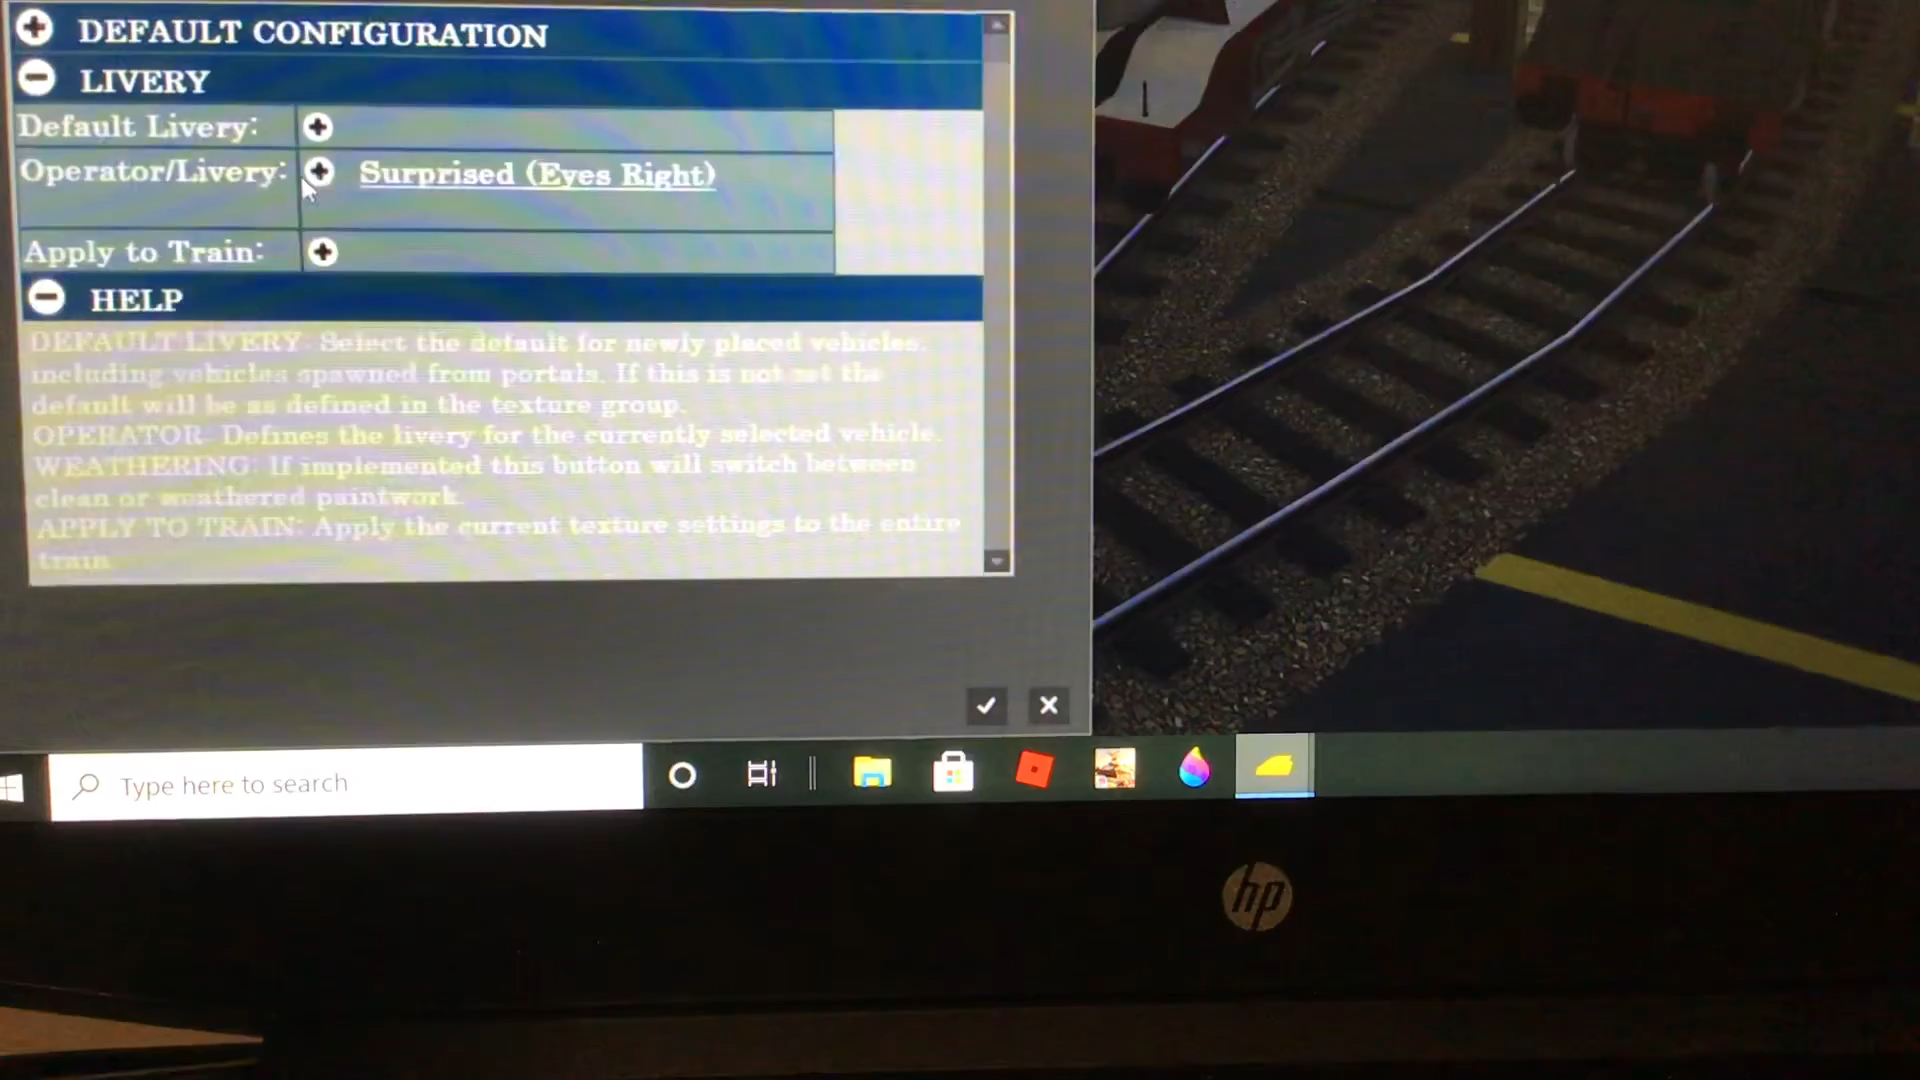 DEFAULT CONFIGURATION
LIVERY
Default Livery:
Operator/Livery: Surprised (Eyes Right)
Apply to Train:
HELP
DEFAULT LIVERY: Select the default for newly placed vehicles,
including vehicles spawned from portals. If this is not set the
default will be as defined in the texture group.
OPERATOR- Defines the livery for the currently selected vehicle.
WEATHERING: If implemented this button will switch between
clean or weathered paintwork.
APPLY TO TRAIN: Apply the current texture settings to the entire
train.
Type here to search
hp